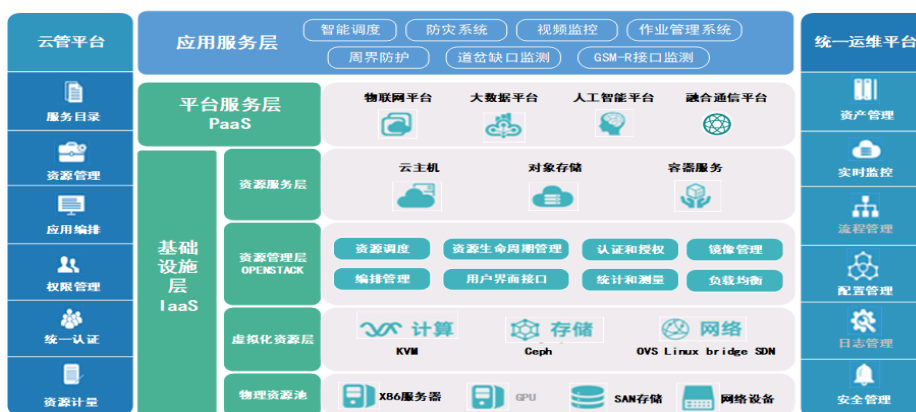 云管平台
服务目录
资源管理
应用编排
权限管理
统一认证
资源计量
应用服务层
智能调度
防灾系统
视频监控
作业管理系统
周界防护
道岔缺口监测
GSM-R接口监测
平台服务层
PaaS
物联网平台
大数据平台
人工智能平台
融合通信平台
基础
设施
层
IaaS
资源服务层
云主机
对象存储
容器服务
资源管理层
OPENSTACK
资源调度
资源生命周期管理
认证和授权
镜像管理
编排管理
用户界面接口
统计和测量
负载均衡
虚拟化资源层
计算
KVM
存储
Ceph
网络
OVS Linux bridge SDN
物理资源池
X86服务器
GPU
SAN存储
网络设备
统一运维平台
资产管理
实时监控
流程管理
配置管理
日志管理
安全管理